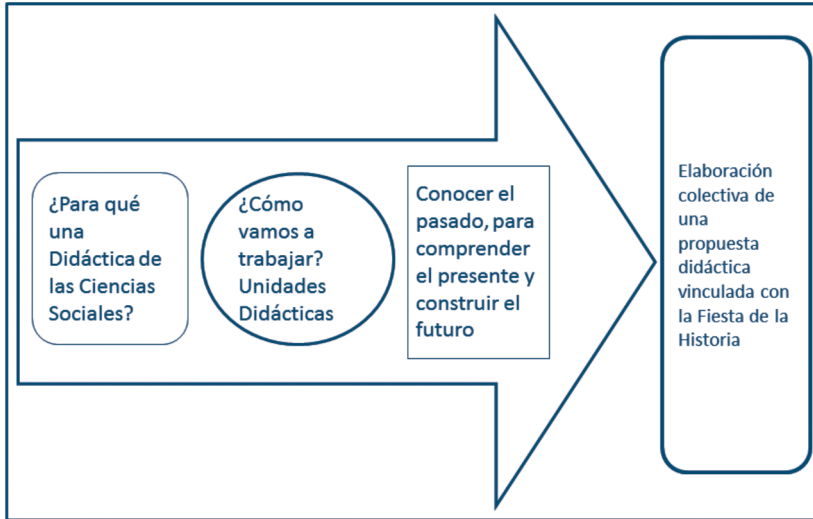 ¿Para qué
una
Didáctica de
las Ciencias
Sociales?
¿Cómo
vamos a
trabajar?
Unidades
Didácticas
Conocer el
pasado, para
comprender
el presente y
construir el
futuro
Elaboración
colectiva de
una
propuesta
didáctica
vinculada con
la Fiesta de la
Historia